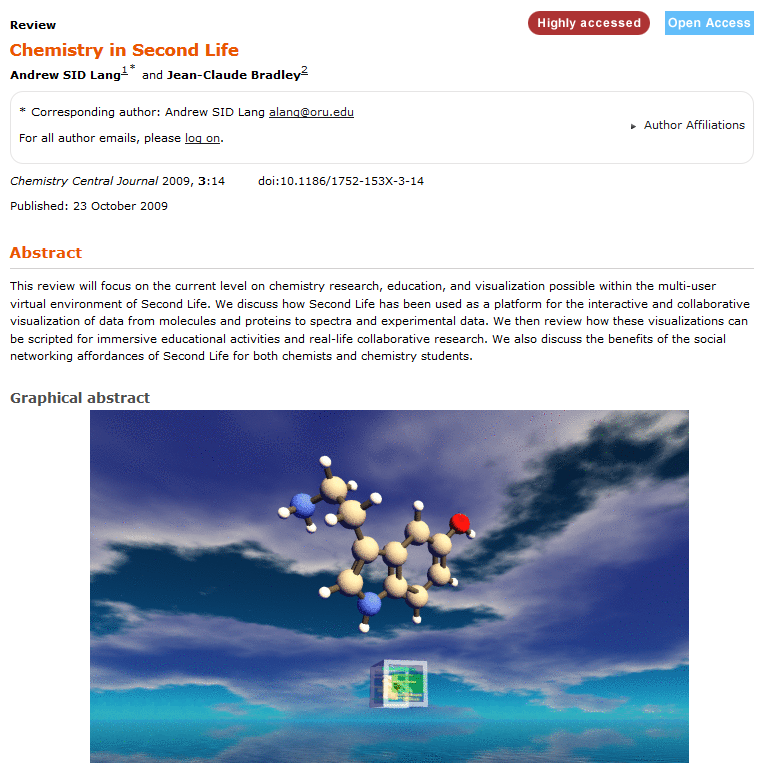 Review
Highly accessed
Open Access
Chemistry in Second Life
Andrew SID Lang1* and Jean-Claude Bradley2
* Corresponding author: Andrew SID Lang alang@oru.edu
Author Affiliations
For all author emails, please log on.
Chemistry Central Journal 2009, 3:14 doi:10.1186/1752-153X-3-14
Published: 23 October 2009
Abstract
This review will focus on the current level on chemistry research, education, and visualization possible within the multi-user
virtual environment of Second Life. We discuss how Second Life has been used as a platform for the interactive and collaborative
visualization of data from molecules and proteins to spectra and experimental data. We then review how these visualizations can
be scripted for immersive educational activities and real-life collaborative research. We also discuss the benefits of the social
networking affordances of Second Life for both chemists and chemistry students.
Graphical abstract